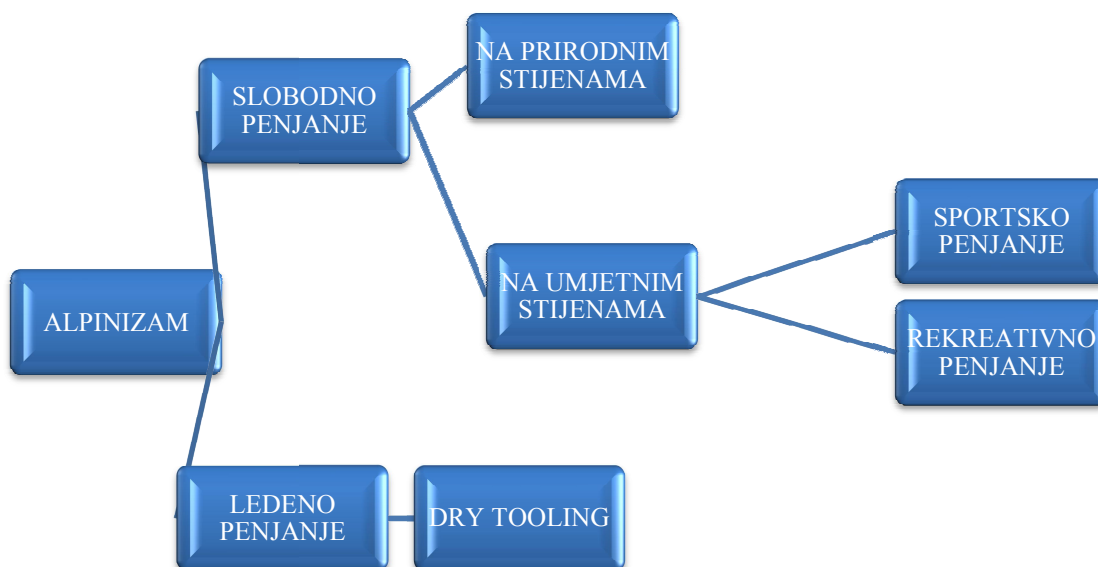 NA PRIRODNIM
STIJENAMA
SLOBODNO
PENJANJE
SPORTSKO
PENJANJE
NA UMJETNIM
STIJENAMA
ALPINIZAM
REKREATIVNO
PENJANJE
LEDENO
PENJANJE
DRY TOOLING